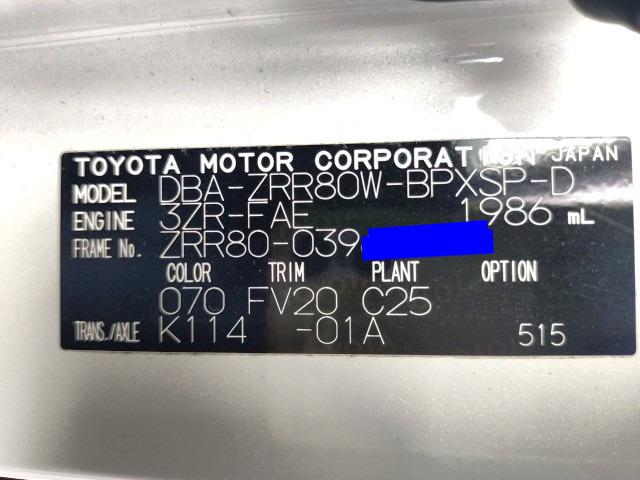 TOYOTA MOTOR CORPORATION JAPAN
MODEL DBA-ZRR80W-BPXSP-D
ENGINE 3ZR-FAE 1986 mL
FRAME No. ZRR80-039
COLOR TRIM PLANT OPTION
070 FV20 C25
TRANS./AXLE K114 -01A 515